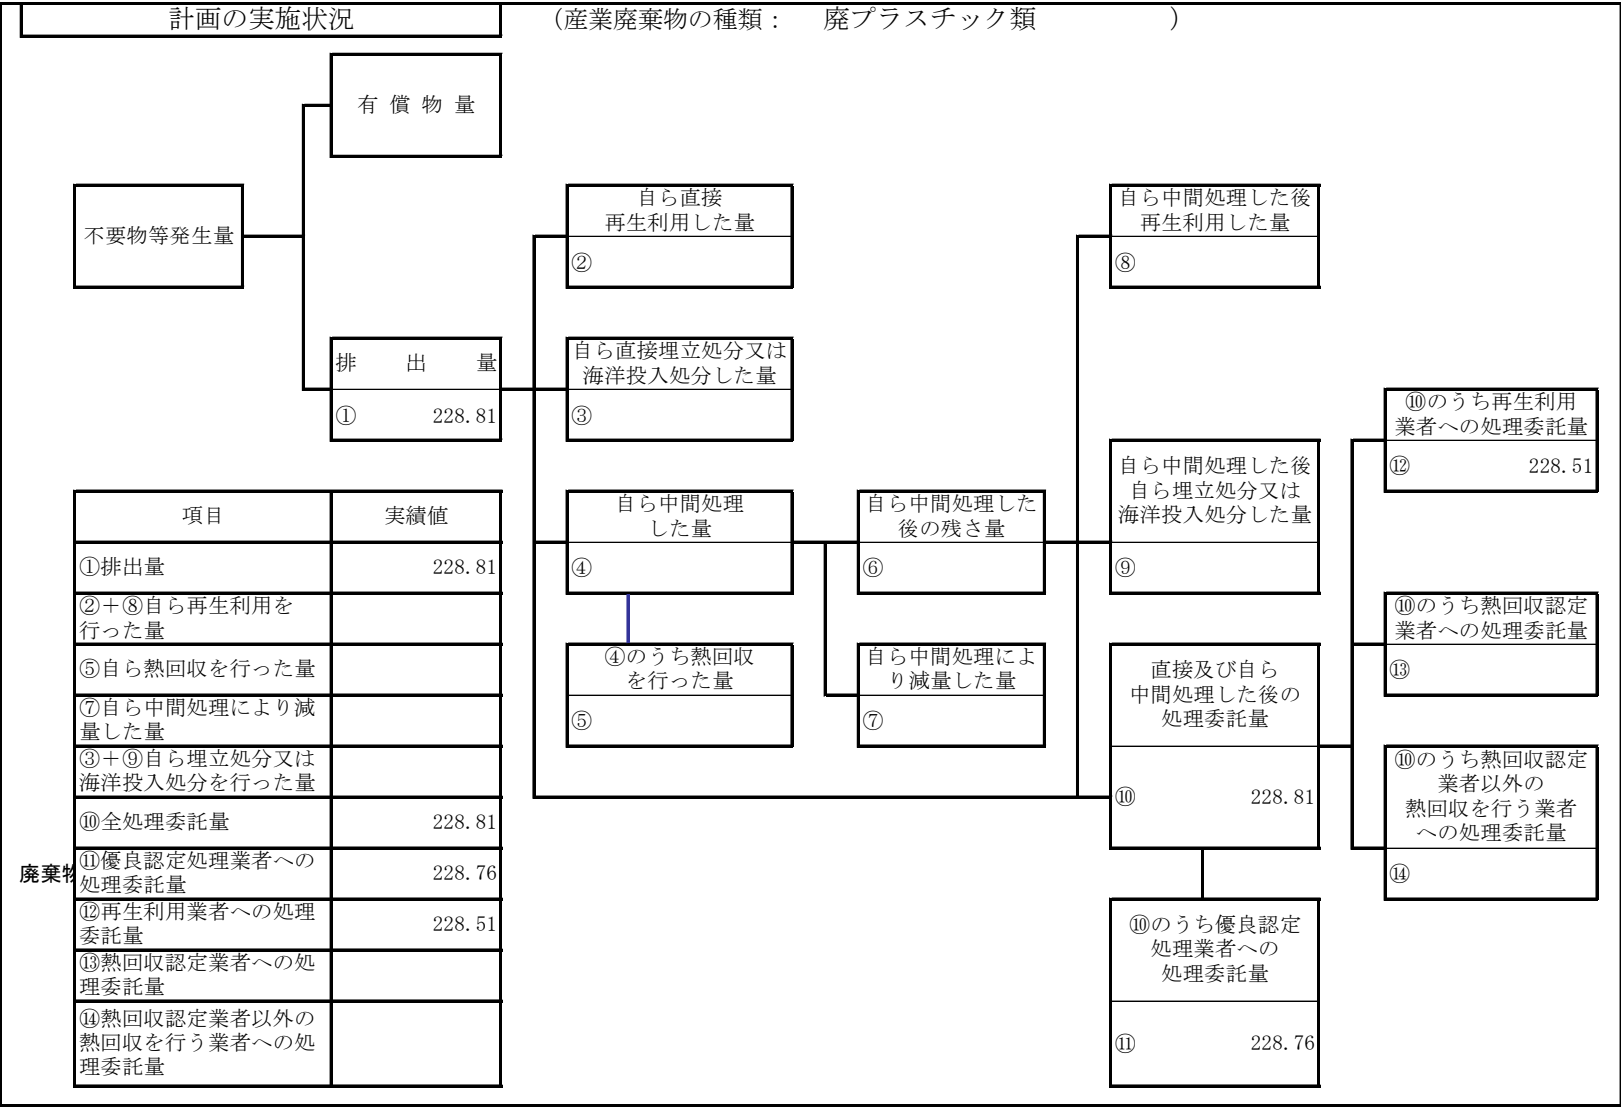 計画の実施状況
（産業廃棄物の種類： 廃プラスチック類 ）
有 償 物 量
不要物等発生量
自ら直接
再生利用した量
②
自ら中間処理した後
再生利用した量
⑧
排 出 量
① 228.81
自ら直接埋立処分又は
海洋投入処分した量
③
⑩のうち再生利用
業者への処理委託量
⑫ 228.51
自ら中間処理した後
自ら埋立処分又は
海洋投入処分した量
⑨
自ら中間処理
した量
④
自ら中間処理した
後の残さ量
⑥
④のうち熱回収
を行った量
⑤
自ら中間処理によ
り減量した量
⑦
直接及び自ら
中間処理した後の
処理委託量
⑩ 228.81
⑩のうち熱回収認定
業者への処理委託量
⑬
⑩のうち熱回収認定
業者以外の
熱回収を行う業者
への処理委託量
⑭
⑩のうち優良認定
処理業者への
処理委託量
⑪ 228.76
項目 実績値
①排出量 228.81
②＋⑧自ら再生利用を
行った量
⑤自ら熱回収を行った量
⑦自ら中間処理により減
量した量
③＋⑨自ら埋立処分又は
海洋投入処分を行った量
⑩全処理委託量 228.81
⑪優良認定処理業者への
処理委託量 228.76
⑫再生利用業者への処理
委託量 228.51
⑬熱回収認定業者への処
理委託量
⑭熱回収認定業者以外の
熱回収を行う業者への処
理委託量
廃棄物